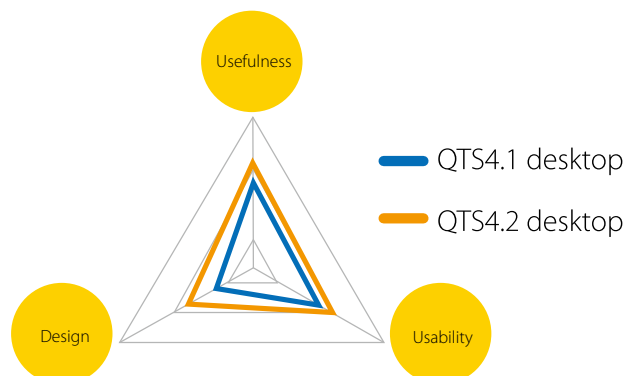 Usefulness
QTS4.1 desktop
QTS4.2 desktop
Design
Usability